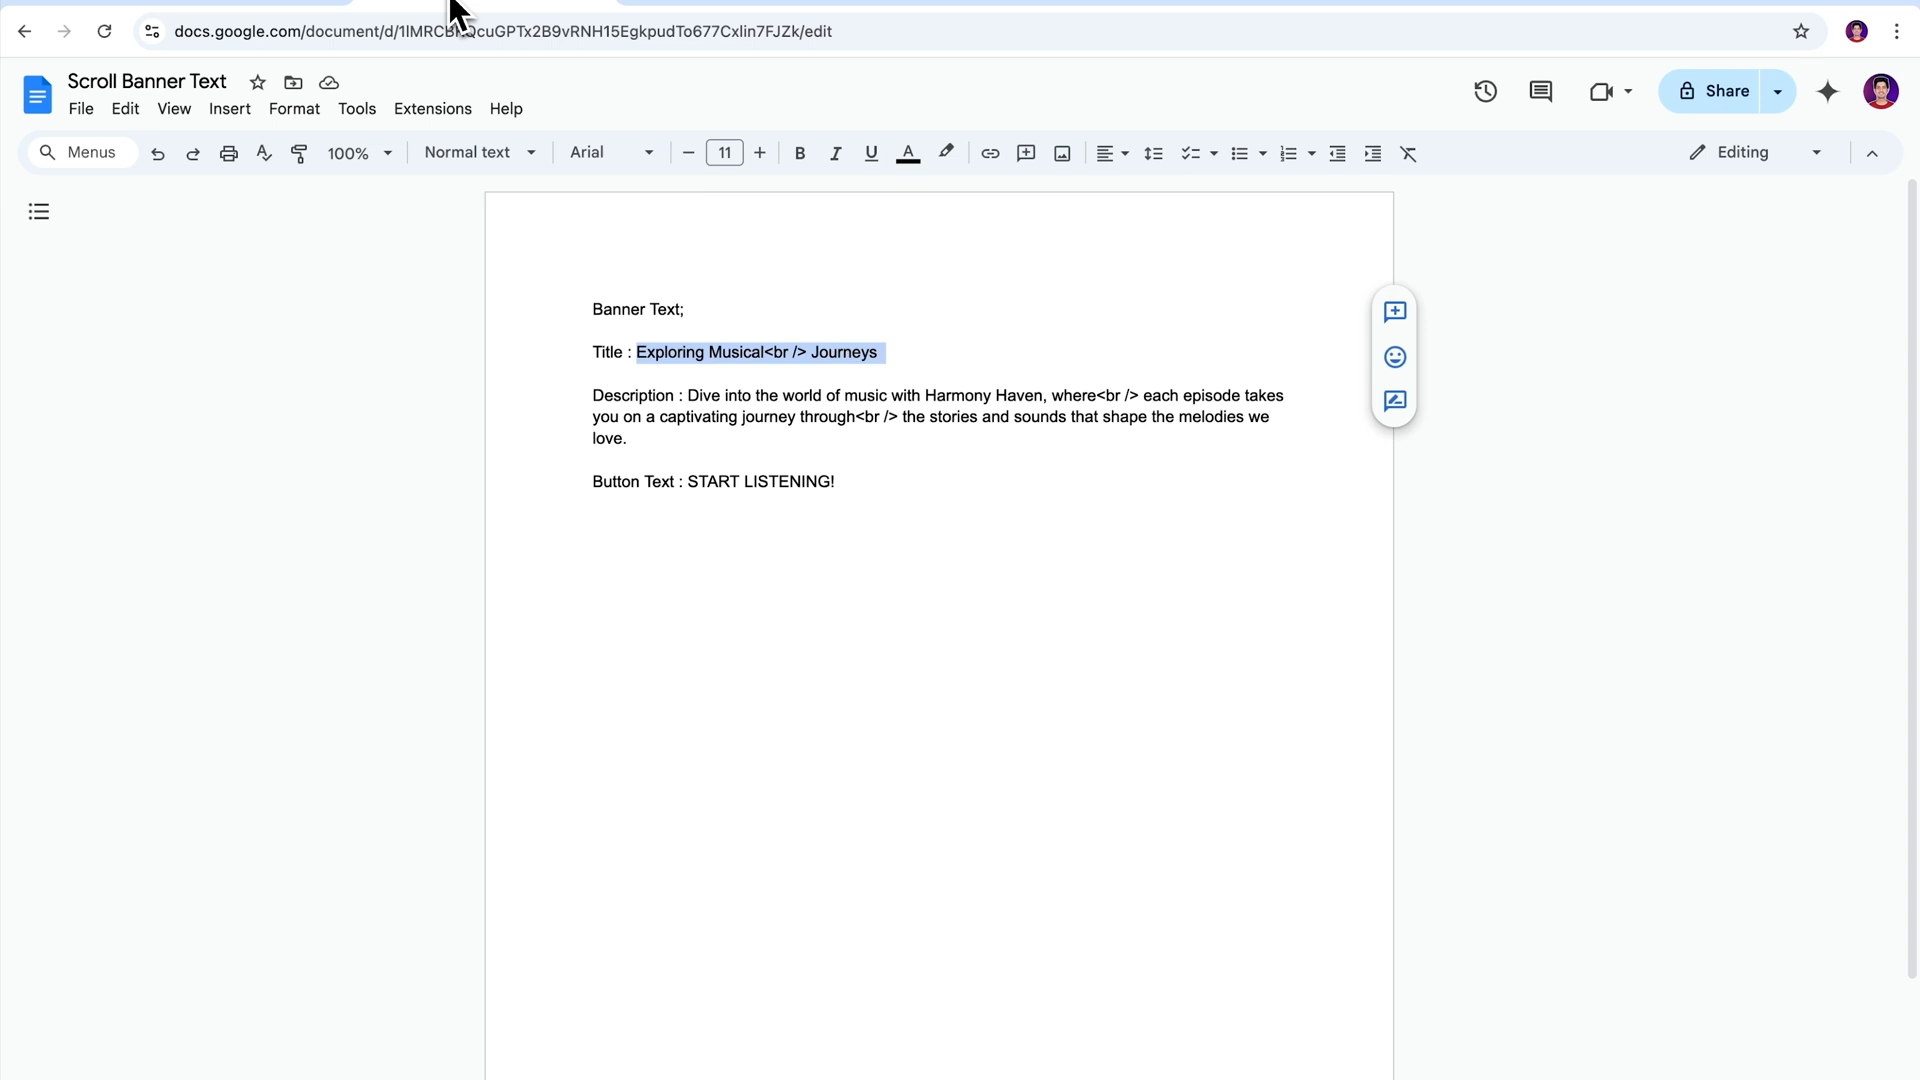 docs.google.com/document/d/1IMRCB
QcuGPTx2B9vRNH15EgkpudTo677Cxlin7FJZk/edit
Scroll Banner Text
File Edit View Insert Format Tools Extensions Help
Share
Menus 100% Normal text Arial 11 Editing
Banner Text;
Title : Exploring Musical<br /> Journeys
Description : Dive into the world of music with Harmony Haven, where<br /> each episode takes
you on a captivating journey through<br /> the stories and sounds that shape the melodies we
love.
Button Text : START LISTENING!